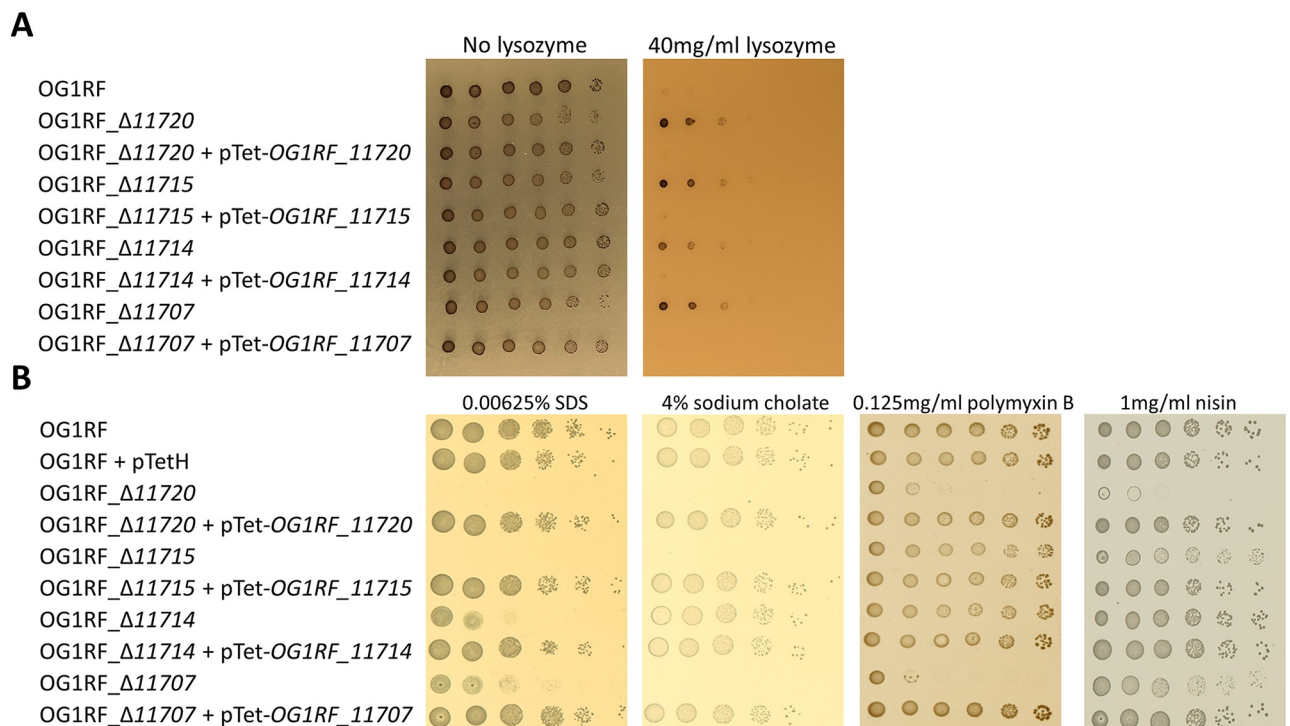 A
No lysozyme
40mg/ml lysozyme
OG1RF
OG1RF_Δ11720
OG1RF_Δ11720 + pTet-OG1RF_11720
OG1RF_Δ11715
OG1RF_Δ11715 + pTet-OG1RF_11715
OG1RF_Δ11714
OG1RF_Δ11714 + pTet-OG1RF_11714
OG1RF_Δ11707
OG1RF_Δ11707 + pTet-OG1RF_11707
B
0.00625% SDS
4% sodium cholate
0.125mg/ml polymyxin B
1mg/ml nisin
OG1RF
OG1RF + pTetH
OG1RF_Δ11720
OG1RF_Δ11720 + pTet-OG1RF_11720
OG1RF_Δ11715
OG1RF_Δ11715 + pTet-OG1RF_11715
OG1RF_Δ11714
OG1RF_Δ11714 + pTet-OG1RF_11714
OG1RF_Δ11707
OG1RF_Δ11707 + pTet-OG1RF_11707